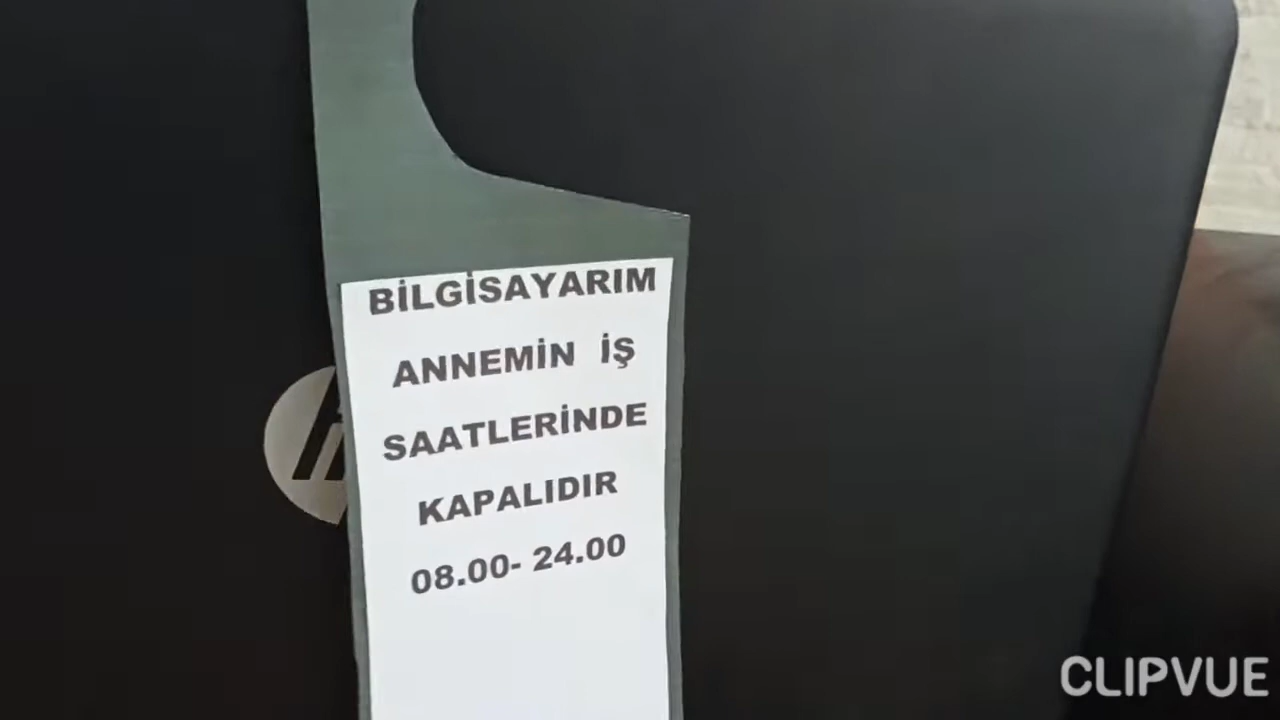 BİLGİSAYARIM
ANNEMİN İŞ
SAATLERİNDE
KAPALIDIR
08.00- 24.00
CLIPVUE